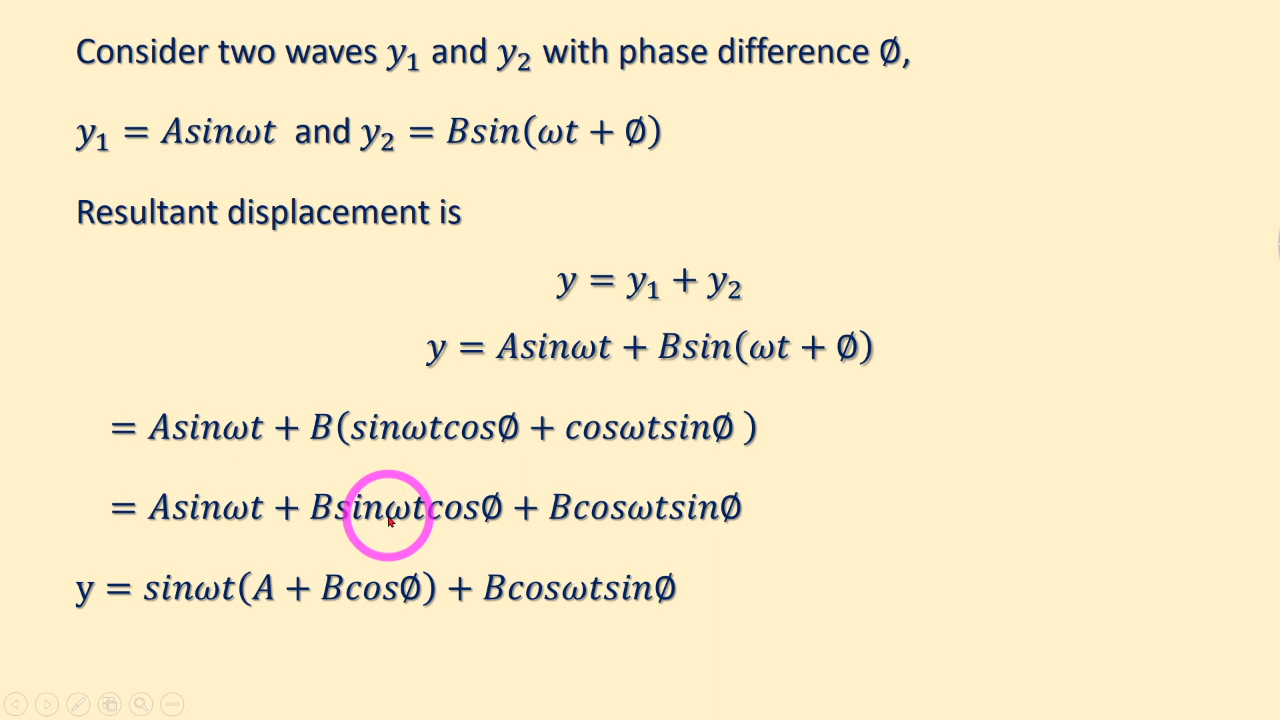 Consider two waves y₁ and y₂ with phase difference ∅,
y₁ = Asinωt and y₂ = Bsin(ωt + ∅)
Resultant displacement is
y = y₁ + y₂
y = Asinωt + Bsin(ωt + ∅)
= Asinωt + B(sinωtcos∅ + cosωtsin∅ )
= Asinωt + Bsinωtcos∅ + Bcosωtsin∅
y = sinωt(A + Bcos∅) + Bcosωtsin∅